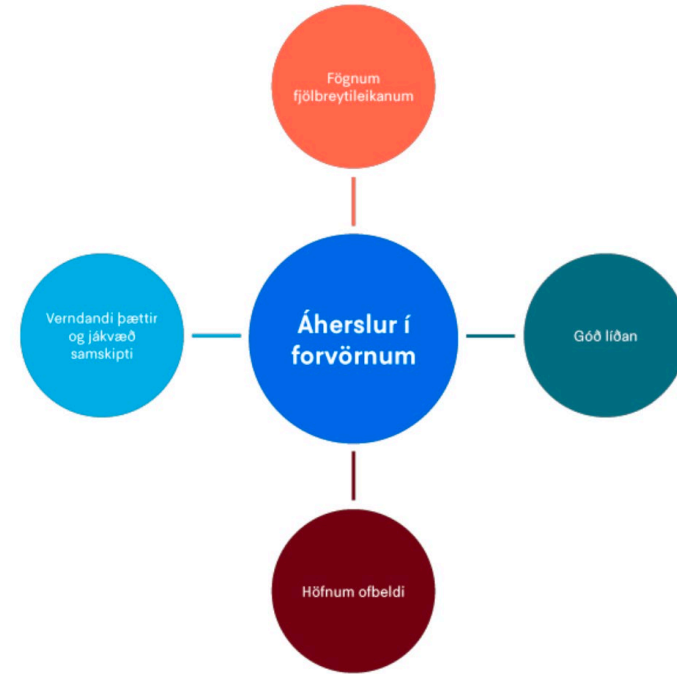 Fögnum
fjölbreytileikanum
Verndandi þættir
og jákvæð
samskipti
Áherslur í
forvörnum
Góð líðan
Höfnum ofbeldi